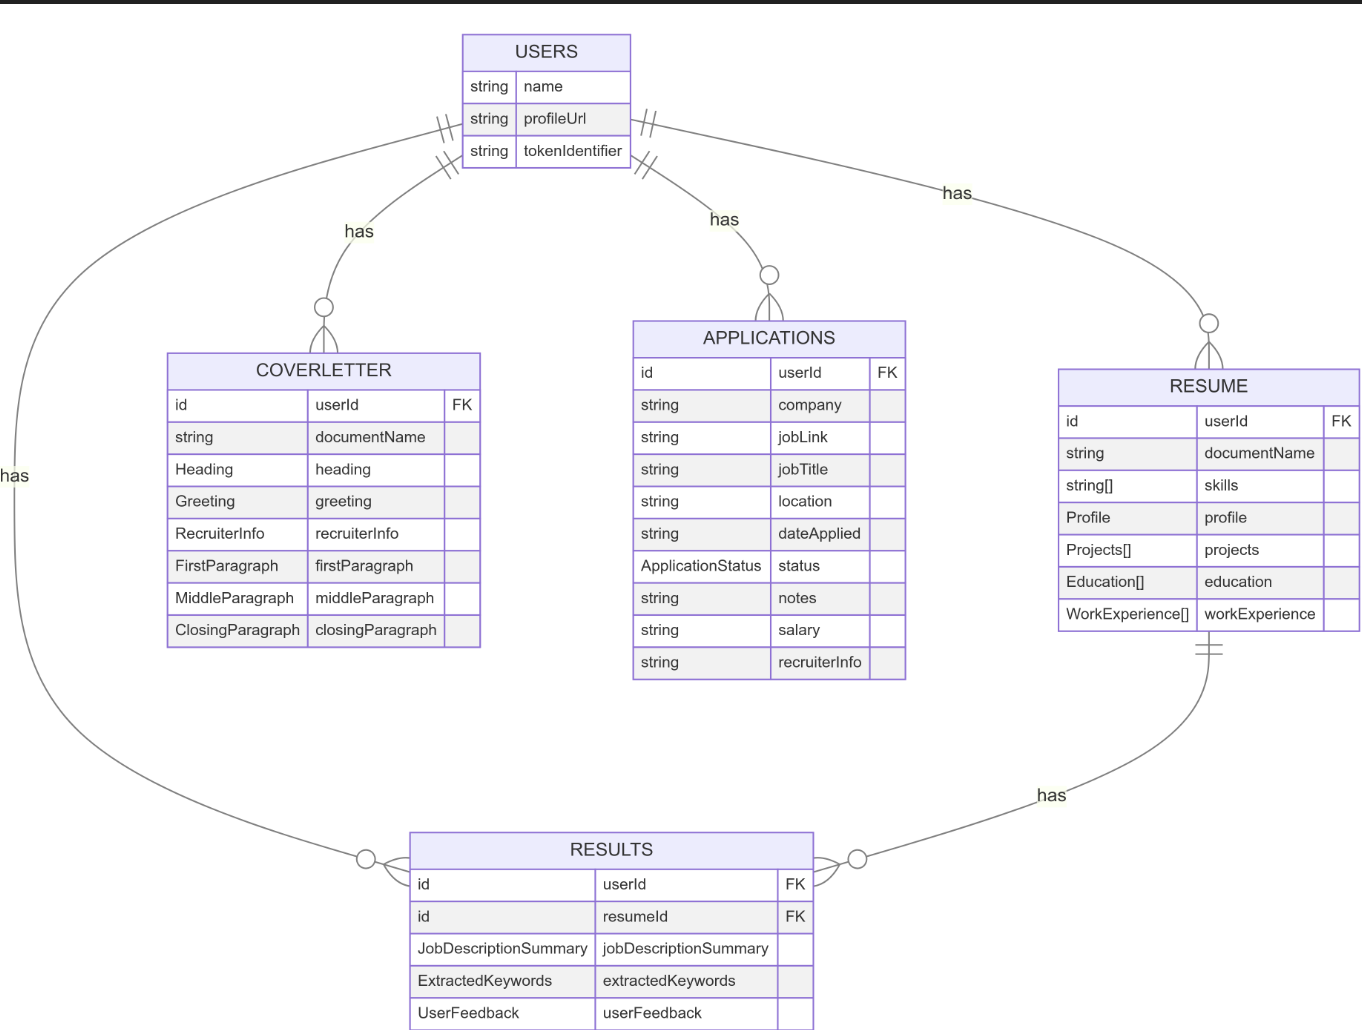 USERS
string name
string profileUrl
string tokenIdentifier
has
has
has
has
COVERLETTER
id userId FK
string documentName
Heading heading
Greeting greeting
RecruiterInfo recruiterInfo
FirstParagraph firstParagraph
MiddleParagraph middleParagraph
ClosingParagraph closingParagraph
APPLICATIONS
id userId FK
string company
string jobLink
string jobTitle
string location
string dateApplied
ApplicationStatus status
string notes
string salary
string recruiterInfo
RESUME
id userId FK
string documentName
string[] skills
Profile profile
Projects[] projects
Education[] education
WorkExperience[] workExperience
has
RESULTS
id userId FK
id resumeId FK
JobDescriptionSummary jobDescriptionSummary
ExtractedKeywords extractedKeywords
UserFeedback userFeedback